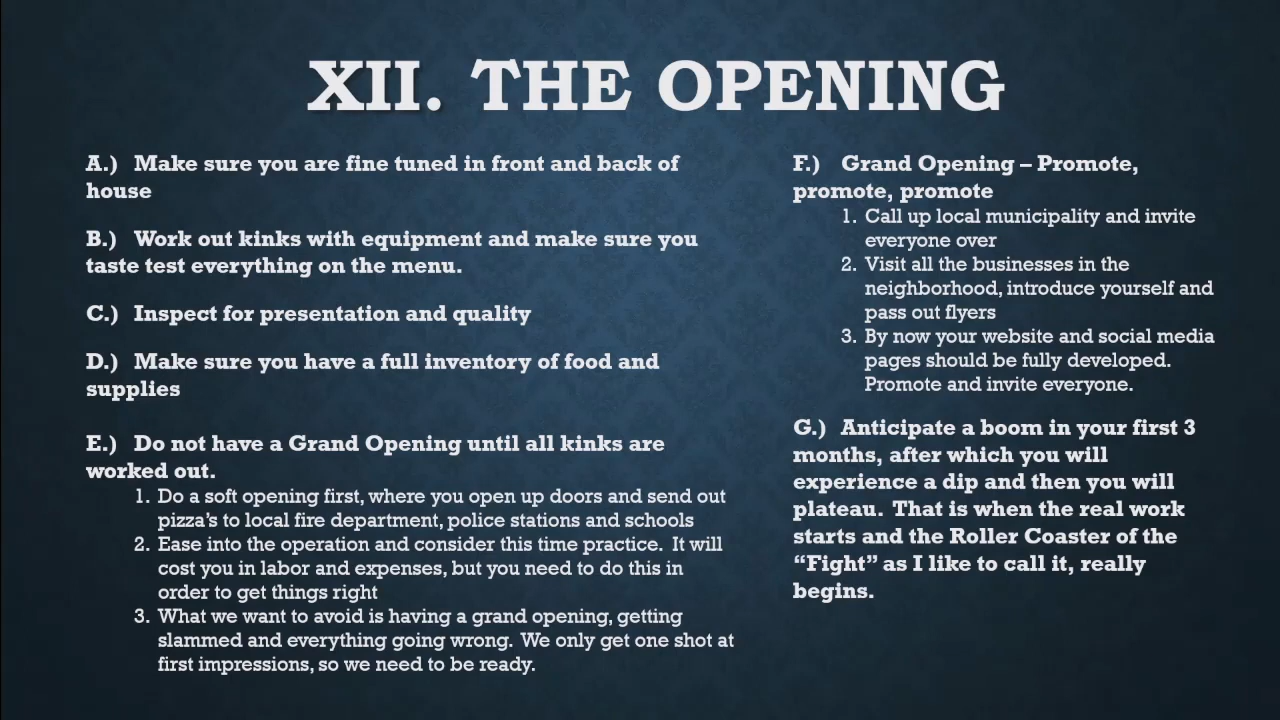 XII. THE OPENING
A.) Make sure you are fine tuned in front and back of
house
B.) Work out kinks with equipment and make sure you
taste test everything on the menu.
C.) Inspect for presentation and quality
D.) Make sure you have a full inventory of food and
supplies
E.) Do not have a Grand Opening until all kinks are
worked out.
1. Do a soft opening first, where you open up doors and send out
pizza's to local fire department, police stations and schools
2. Ease into the operation and consider this time practice. It will
cost you in labor and expenses, but you need to do this in
order to get things right
3. What we want to avoid is having a grand opening, getting
slammed and everything going wrong. We only get one shot at
first impressions, so we need to be ready.
F.) Grand Opening – Promote,
promote, promote
1. Call up local municipality and invite
everyone over
2. Visit all the businesses in the
neighborhood, introduce yourself and
pass out flyers
3. By now your website and social media
pages should be fully developed.
Promote and invite everyone.
G.) Anticipate a boom in your first 3
months, after which you will
experience a dip and then you will
plateau. That is when the real work
starts and the Roller Coaster of the
“Fight” as I like to call it, really
begins.